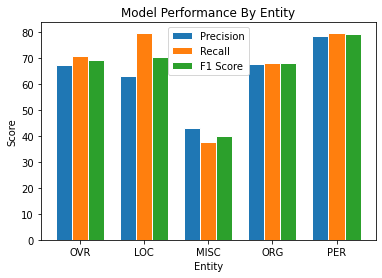 Model Performance By Entity
Precision
Recall
F1 Score
80
70
60
50
40
30
20
10
0
Score
OVR LOC MISC ORG PER
Entity